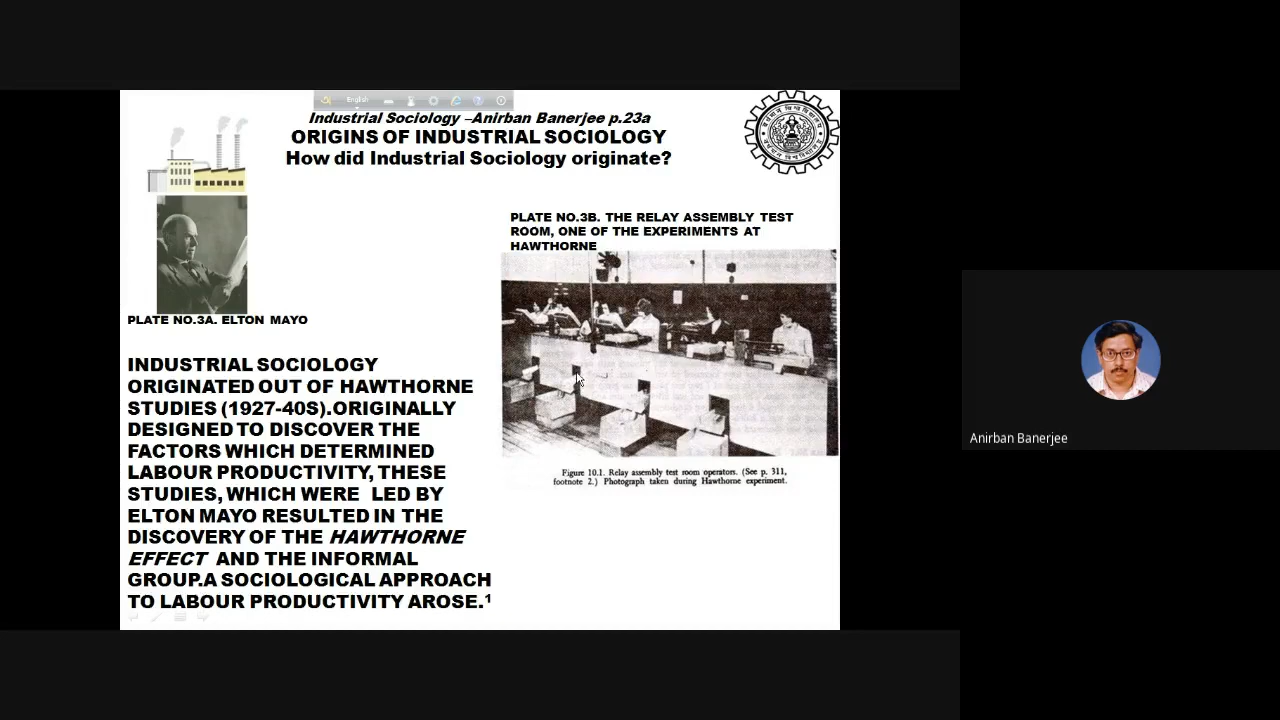 English
Industrial Sociology –Anirban Banerjee p.23a
ORIGINS OF INDUSTRIAL SOCIOLOGY
How did Industrial Sociology originate?
PLATE NO.3B. THE RELAY ASSEMBLY TEST
ROOM, ONE OF THE EXPERIMENTS AT
HAWTHORNE
PLATE NO.3A. ELTON MAYO
INDUSTRIAL SOCIOLOGY
ORIGINATED OUT OF HAWTHORNE
STUDIES (1927-40S).ORIGINALLY
DESIGNED TO DISCOVER THE
FACTORS WHICH DETERMINED
LABOUR PRODUCTIVITY, THESE
STUDIES, WHICH WERE LED BY
ELTON MAYO RESULTED IN THE
DISCOVERY OF THE HAWTHORNE
EFFECT AND THE INFORMAL
GROUP.A SOCIOLOGICAL APPROACH
TO LABOUR PRODUCTIVITY AROSE.¹
Figure 10.1. Relay assembly test room operators. (See p. 311,
footnote 2.) Photograph taken during Hawthorne experiment.
Anirban Banerjee